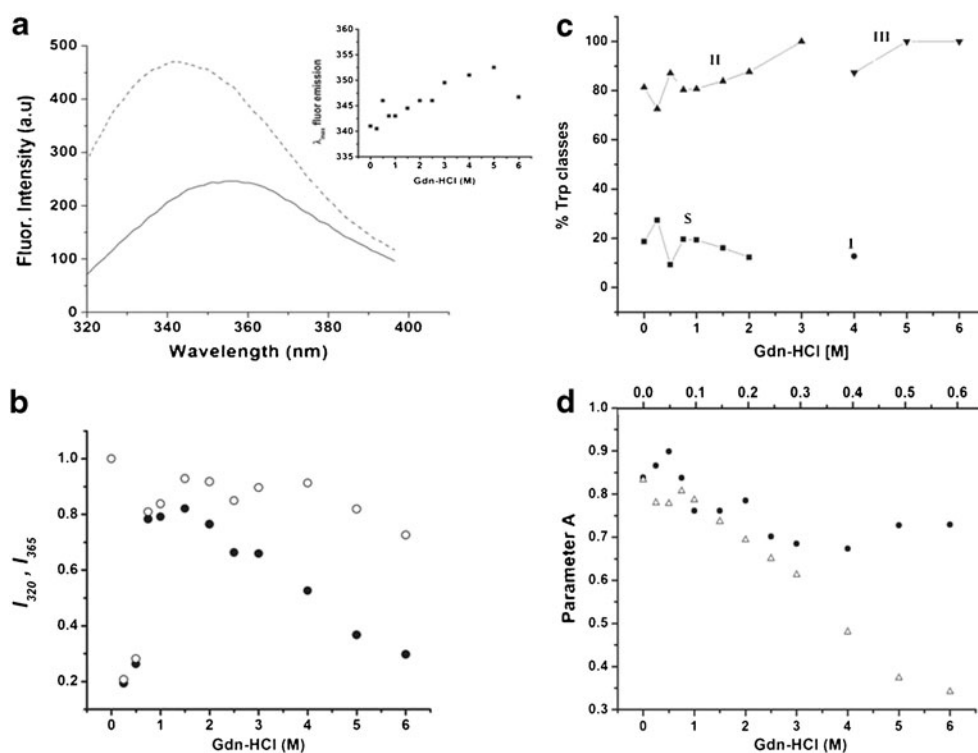 a
500
400
300
200
100
0
Fluor. Intensity (a.u)
320 340 360 380 400
Wavelength (nm)
360
355
350
345
340
335
λmax fluor emission
0 1 2 3 4 5 6
Gdn-HCl (M)
c
100
80
60
40
20
0
% Trp classes
II
III
S
I
0 1 2 3 4 5 6
Gdn-HCl [M]
b
1.0
0.8
0.6
0.4
0.2
I320 , I365
0 1 2 3 4 5 6
Gdn-HCl (M)
d
0.0 0.1 0.2 0.3 0.4 0.5 0.6
1.0
0.9
0.8
0.7
0.6
0.5
0.4
0.3
Parameter A
0 1 2 3 4 5 6
Gdn-HCl (M)